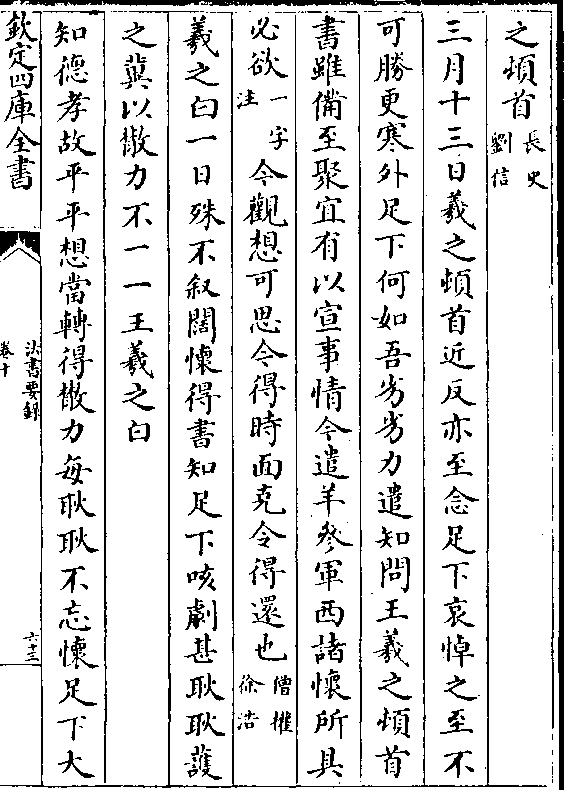 之頓首長史劉信
三月十三日羲之頓首近反亦至念足下哀悼之至不
可勝更寒外足下何如吾劣劣力遣知問王羲之頓首
書雖備至聚宜有以宣事情今遣羊參軍西諸懷所具
必欲一字注今觀想可思令得時面克令得還也僧權徐浩
羲之白一日殊不叙闊懷得書知足下咳劇甚耿耿護
之冀以散力不一一王羲之白
知德孝故平平想當轉得散力每耿耿不忘懷足下大
欽定四庫全書
法書要錄
卷十
六十三